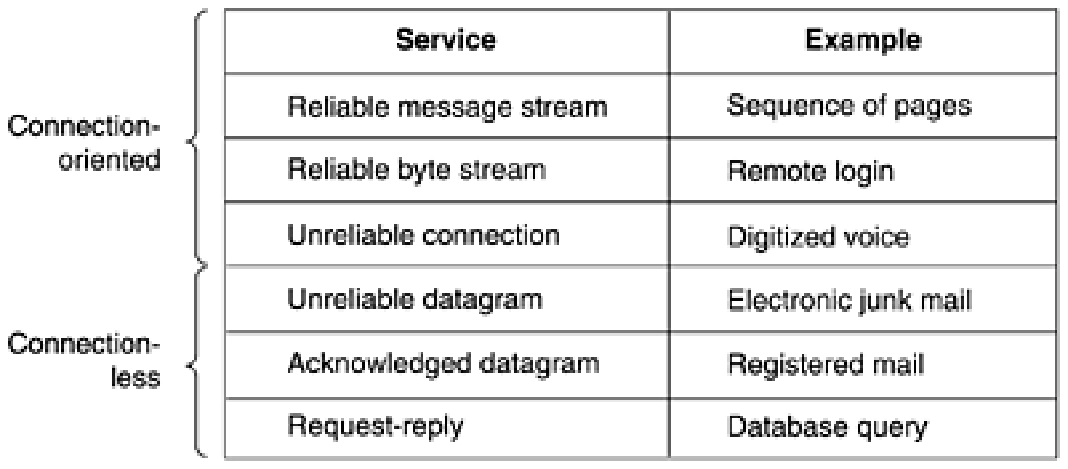 Service Example
Reliable message stream Sequence of pages
Connection-
oriented
Reliable byte stream Remote login
Unreliable connection Digitized voice
Unreliable datagram Electronic junk mail
Connection-
less
Acknowledged datagram Registered mail
Request-reply Database query